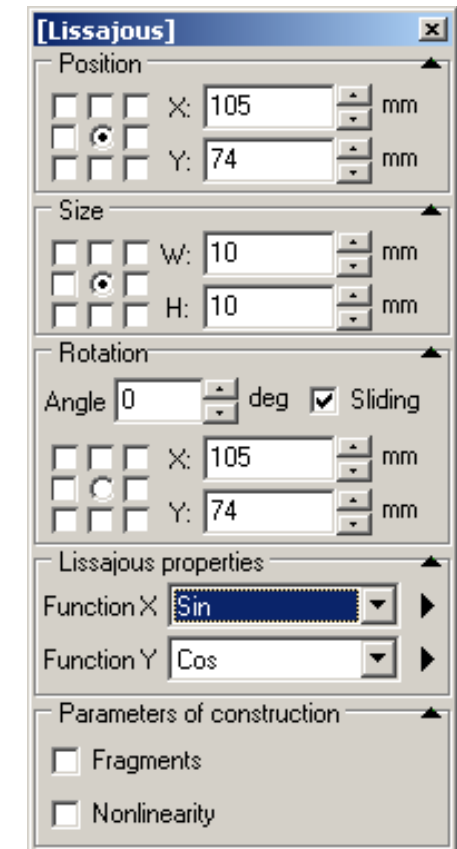 [Lissajous]
Position
X: 105 mm
Y: 74 mm
Size
W: 10 mm
H: 10 mm
Rotation
Angle 0 deg Sliding
X: 105 mm
Y: 74 mm
Lissajous properties
Function X Sin
Function Y Cos
Parameters of construction
Fragments
Nonlinearity